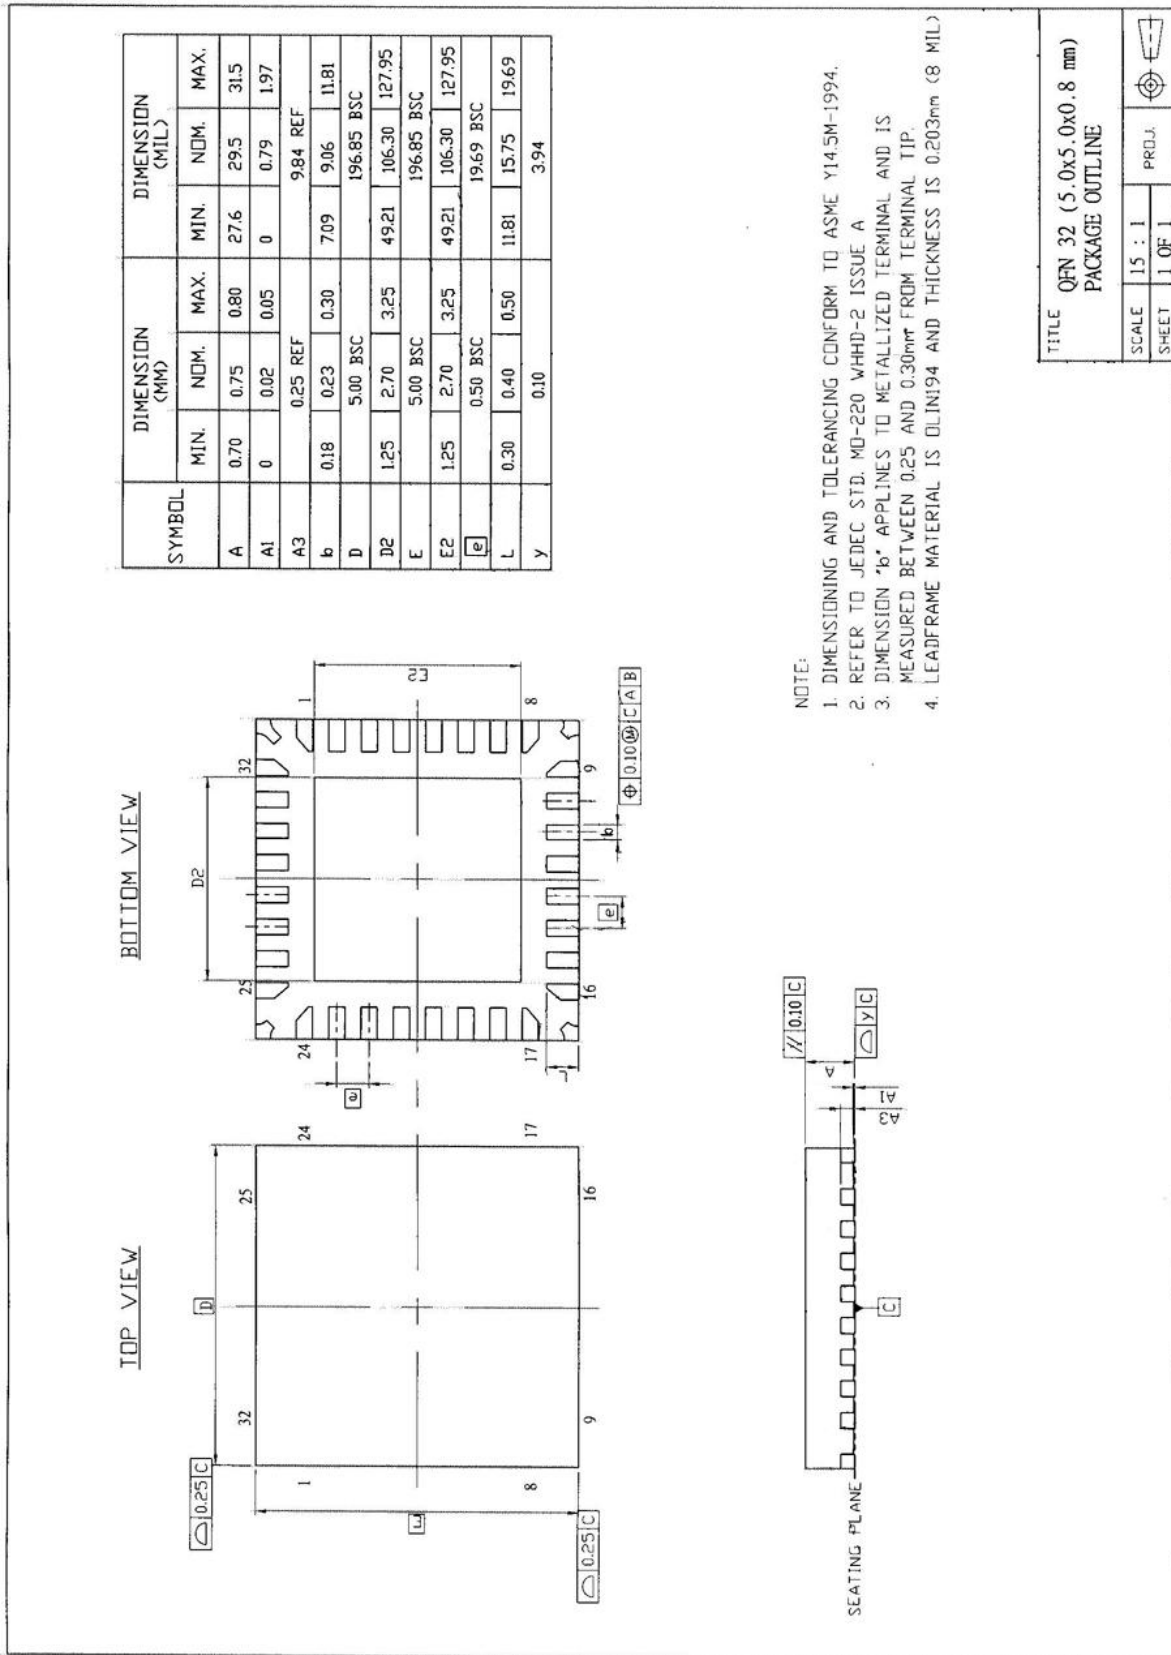 TOP VIEW
BOTTOM VIEW
0.25 C
D
32
25
1
24
E
8
17
9
16
0.25 C
D2
25
32
24
1
e
E2
17
8
L
16
9
e
b
0.10 M C A B
SYMBOL DIMENSION (MM) DIMENSION (MIL)
MIN. NOM. MAX. MIN. NOM. MAX.
A 0.70 0.75 0.80 27.6 29.5 31.5
A1 0 0.02 0.05 0 0.79 1.97
A3 0.25 REF 9.84 REF
b 0.18 0.23 0.30 7.09 9.06 11.81
D 5.00 BSC 196.85 BSC
D2 1.25 2.70 3.25 49.21 106.30 127.95
E 5.00 BSC 196.85 BSC
E2 1.25 2.70 3.25 49.21 106.30 127.95
e 0.50 BSC 19.69 BSC
L 0.30 0.40 0.50 11.81 15.75 19.69
y 0.10 3.94
// 0.10 C
A
y C
A1
A3
C
SEATING PLANE
NOTE:
1. DIMENSIONING AND TOLERANCING CONFORM TO ASME Y14.5M-1994.
2. REFER TO JEDEC STD. MO-220 WHHD-2 ISSUE A
3. DIMENSION "b" APPLINES TO METALLIZED TERMINAL AND IS
MEASURED BETWEEN 0.25 AND 0.30mm FROM TERMINAL TIP.
4. LEADFRAME MATERIAL IS OLIN194 AND THICKNESS IS 0.203mm (8 MIL)
TITLE QFN 32 (5.0x5.0x0.8 mm)
PACKAGE OUTLINE
SCALE 15 : 1 PROJ.
SHEET 1 OF 1